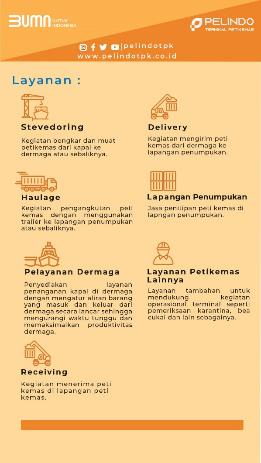 BUMN UNTUK INDONESIA
PELINDO
TERMINAL PETIKEMAS
|pelindotpk
www.pelindotpk.co.id
Layanan :
Stevedoring
Kegiatan bongkar dan muat
petikemas dari kapal ke
dermaga atau sebaliknya.
Delivery
Kegiatan mengirim peti
kemas dari dermaga ke
lapangan penumpukan.
Haulage
Kegiatan pengangkutan peti
kemas dengan menggunakan
trailer ke lapangan penumpukan
atau sebaliknya.
Lapangan Penumpukan
Jasa penitipan peti kemas di
lapngan penumpukan.
Pelayanan Dermaga
Penyediakan layanan
penanganan kapal di dermaga
dengan mengatur aliran barang
yang masuk dan keluar dari
dermaga secara lancar sehingga
mengurangi waktu tunggu dan
memaksimalkan produktivitas
dermaga.
Layanan Petikemas
Lainnya
Layanan tambahan untuk
mendukung kegiatan
operasional terminal seperti
pemeriksaan karantina, bea
cukai dan lain sebagainya.
Receiving
Kegiatan menerima peti
kemas di lapangan peti
kemas.